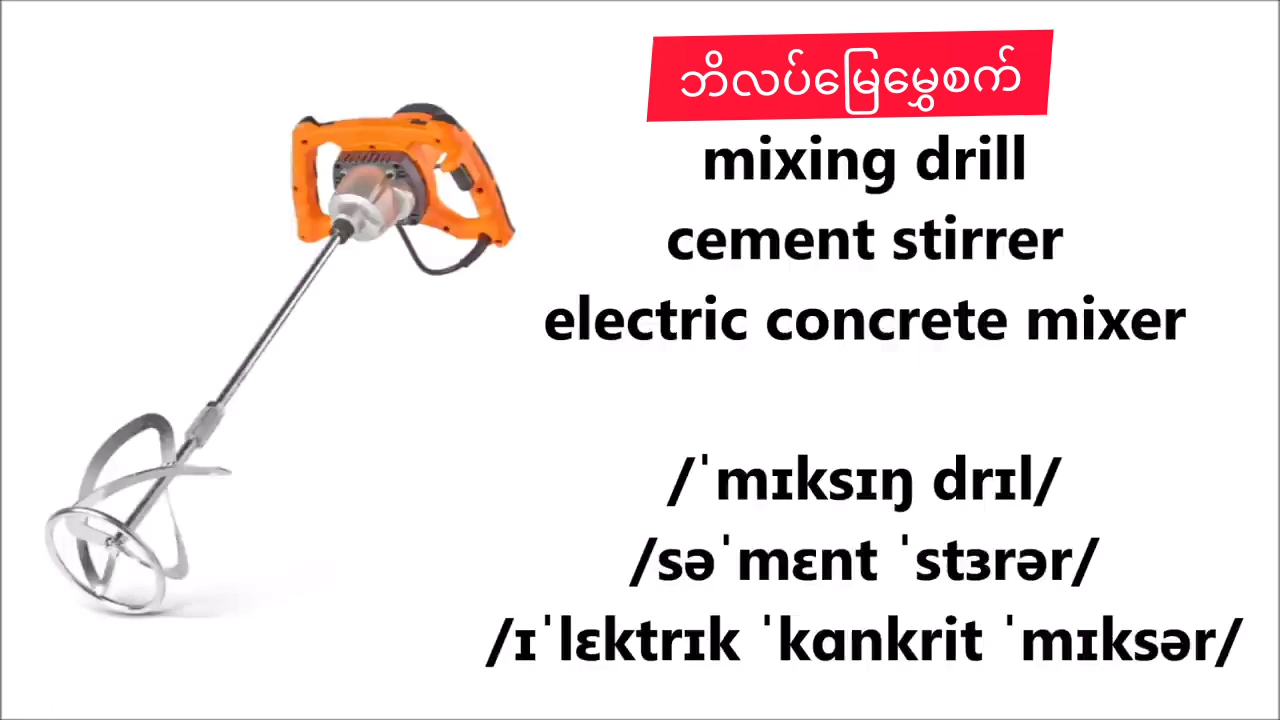 ဘိလပ်မြေမွှေစက်
mixing drill
cement stirrer
electric concrete mixer
/ˈmɪksɪŋ drɪl/
/səˈmɛnt ˈstɜrər/
/ɪˈlɛktrɪk ˈkɑnkrit ˈmɪksər/